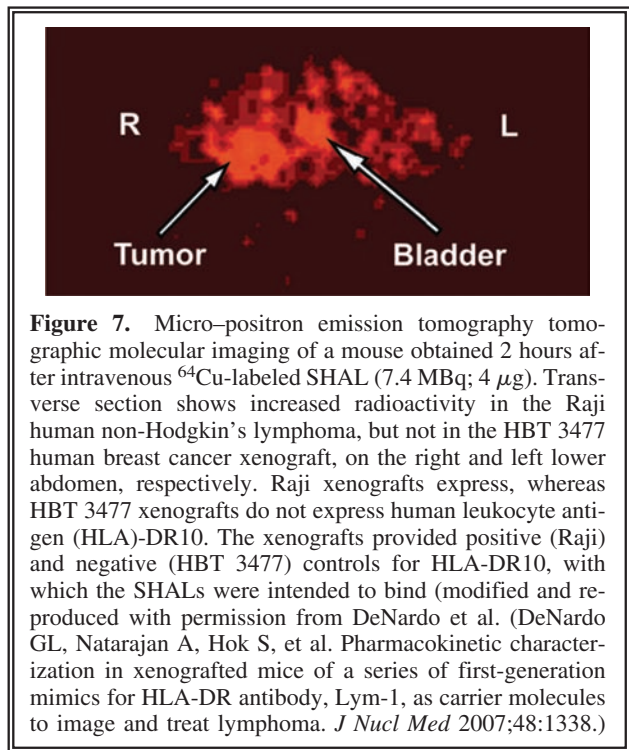 R
L
Tumor
Bladder
Figure 7. Micro–positron emission tomography tomo-
graphic molecular imaging of a mouse obtained 2 hours af-
ter intravenous ⁶⁴Cu-labeled SHAL (7.4 MBq; 4 μg). Trans-
verse section shows increased radioactivity in the Raji
human non-Hodgkin's lymphoma, but not in the HBT 3477
human breast cancer xenograft, on the right and left lower
abdomen, respectively. Raji xenografts express, whereas
HBT 3477 xenografts do not express human leukocyte anti-
gen (HLA)-DR10. The xenografts provided positive (Raji)
and negative (HBT 3477) controls for HLA-DR10, with
which the SHALs were intended to bind (modified and re-
produced with permission from DeNardo et al. (DeNardo
GL, Natarajan A, Hok S, et al. Pharmacokinetic character-
ization in xenografted mice of a series of first-generation
mimics for HLA-DR antibody, Lym-1, as carrier molecules
to image and treat lymphoma. J Nucl Med 2007;48:1338.)